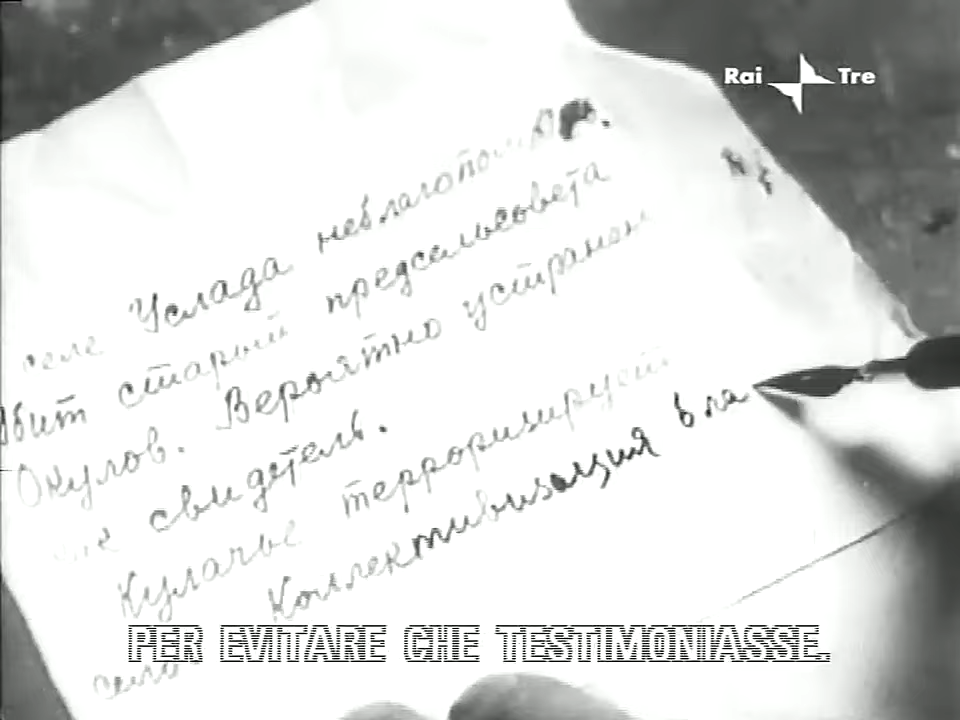 Rai Tre
селе Услада неблагополучно.
Убит старый предсельсовета
Окулов. Вероятно устранен
как свидетель.
Кулачье терроризирует
Коллективизация в ла
PER EVITARE CHE TESTIMONIASSE.